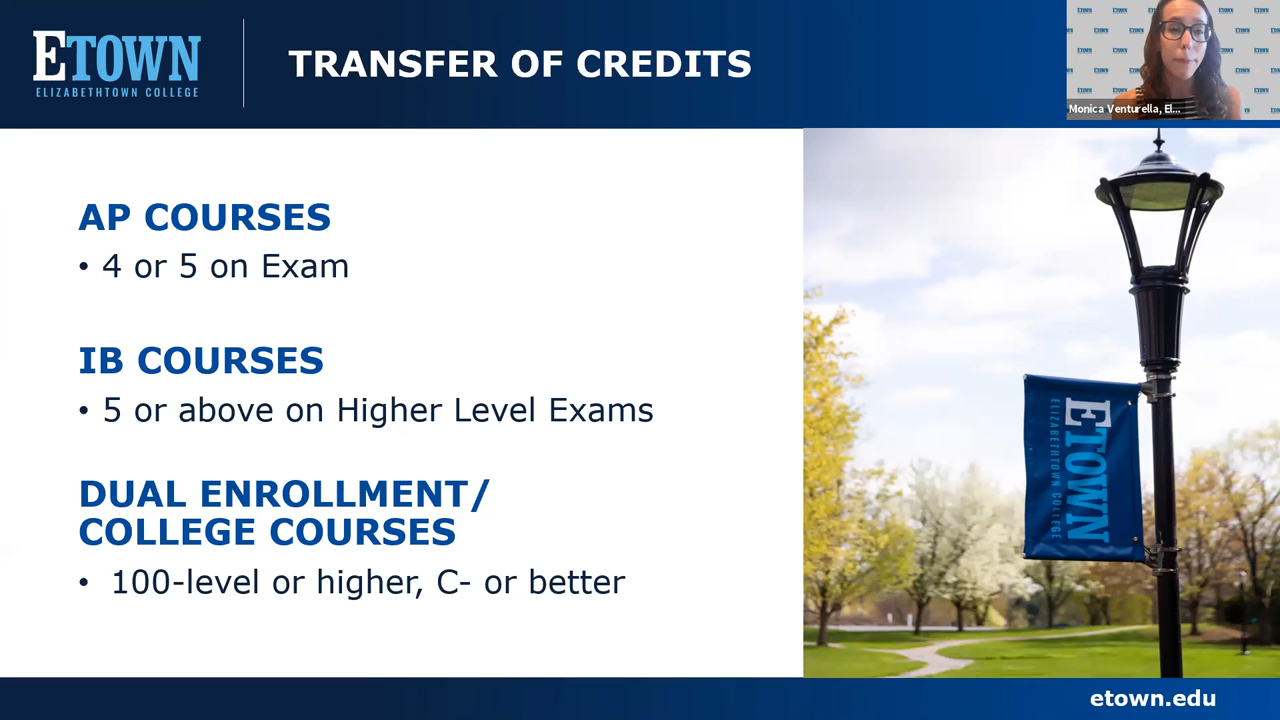 ETOWN
ELIZABETHTOWN COLLEGE
TRANSFER OF CREDITS
Monica Venturella, El...
AP COURSES
• 4 or 5 on Exam
IB COURSES
• 5 or above on Higher Level Exams
DUAL ENROLLMENT/
COLLEGE COURSES
• 100-level or higher, C- or better
ETOWN
ELIZABETHTOWN COLLEGE
etown.edu